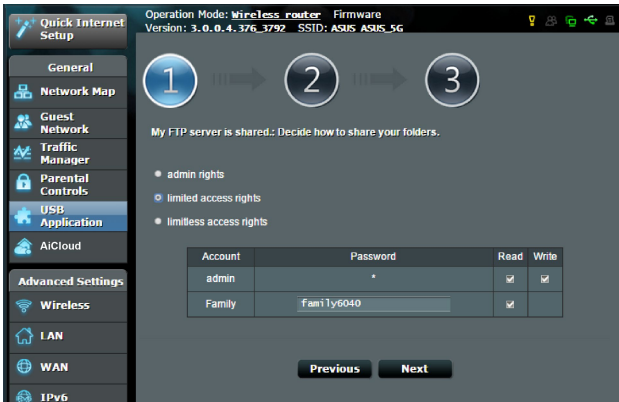 Quick Internet
Setup
Operation Mode: Wireless router Firmware
Version: 3.0.0.4.376_3792 SSID: ASUS ASUS_5G
General
Network Map
Guest
Network
Traffic
Manager
Parental
Controls
USB
Application
AiCloud
Advanced Settings
Wireless
LAN
WAN
IPv6
1 2 3
My FTP server is shared.: Decide how to share your folders.
admin rights
limited access rights
limitless access rights
Account Password Read Write
admin *
Family family6040
Previous Next